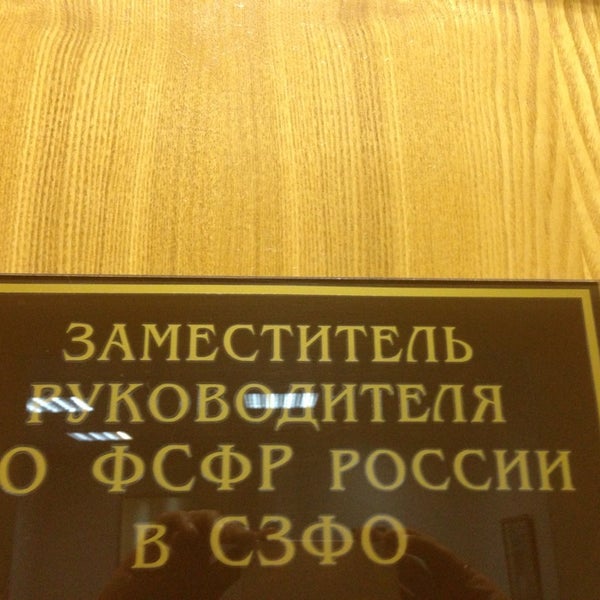 ЗАМЕСТИТЕЛЬ
РУКОВОДИТЕЛЯ
О ФСФР РОССИИ
В СЗФО